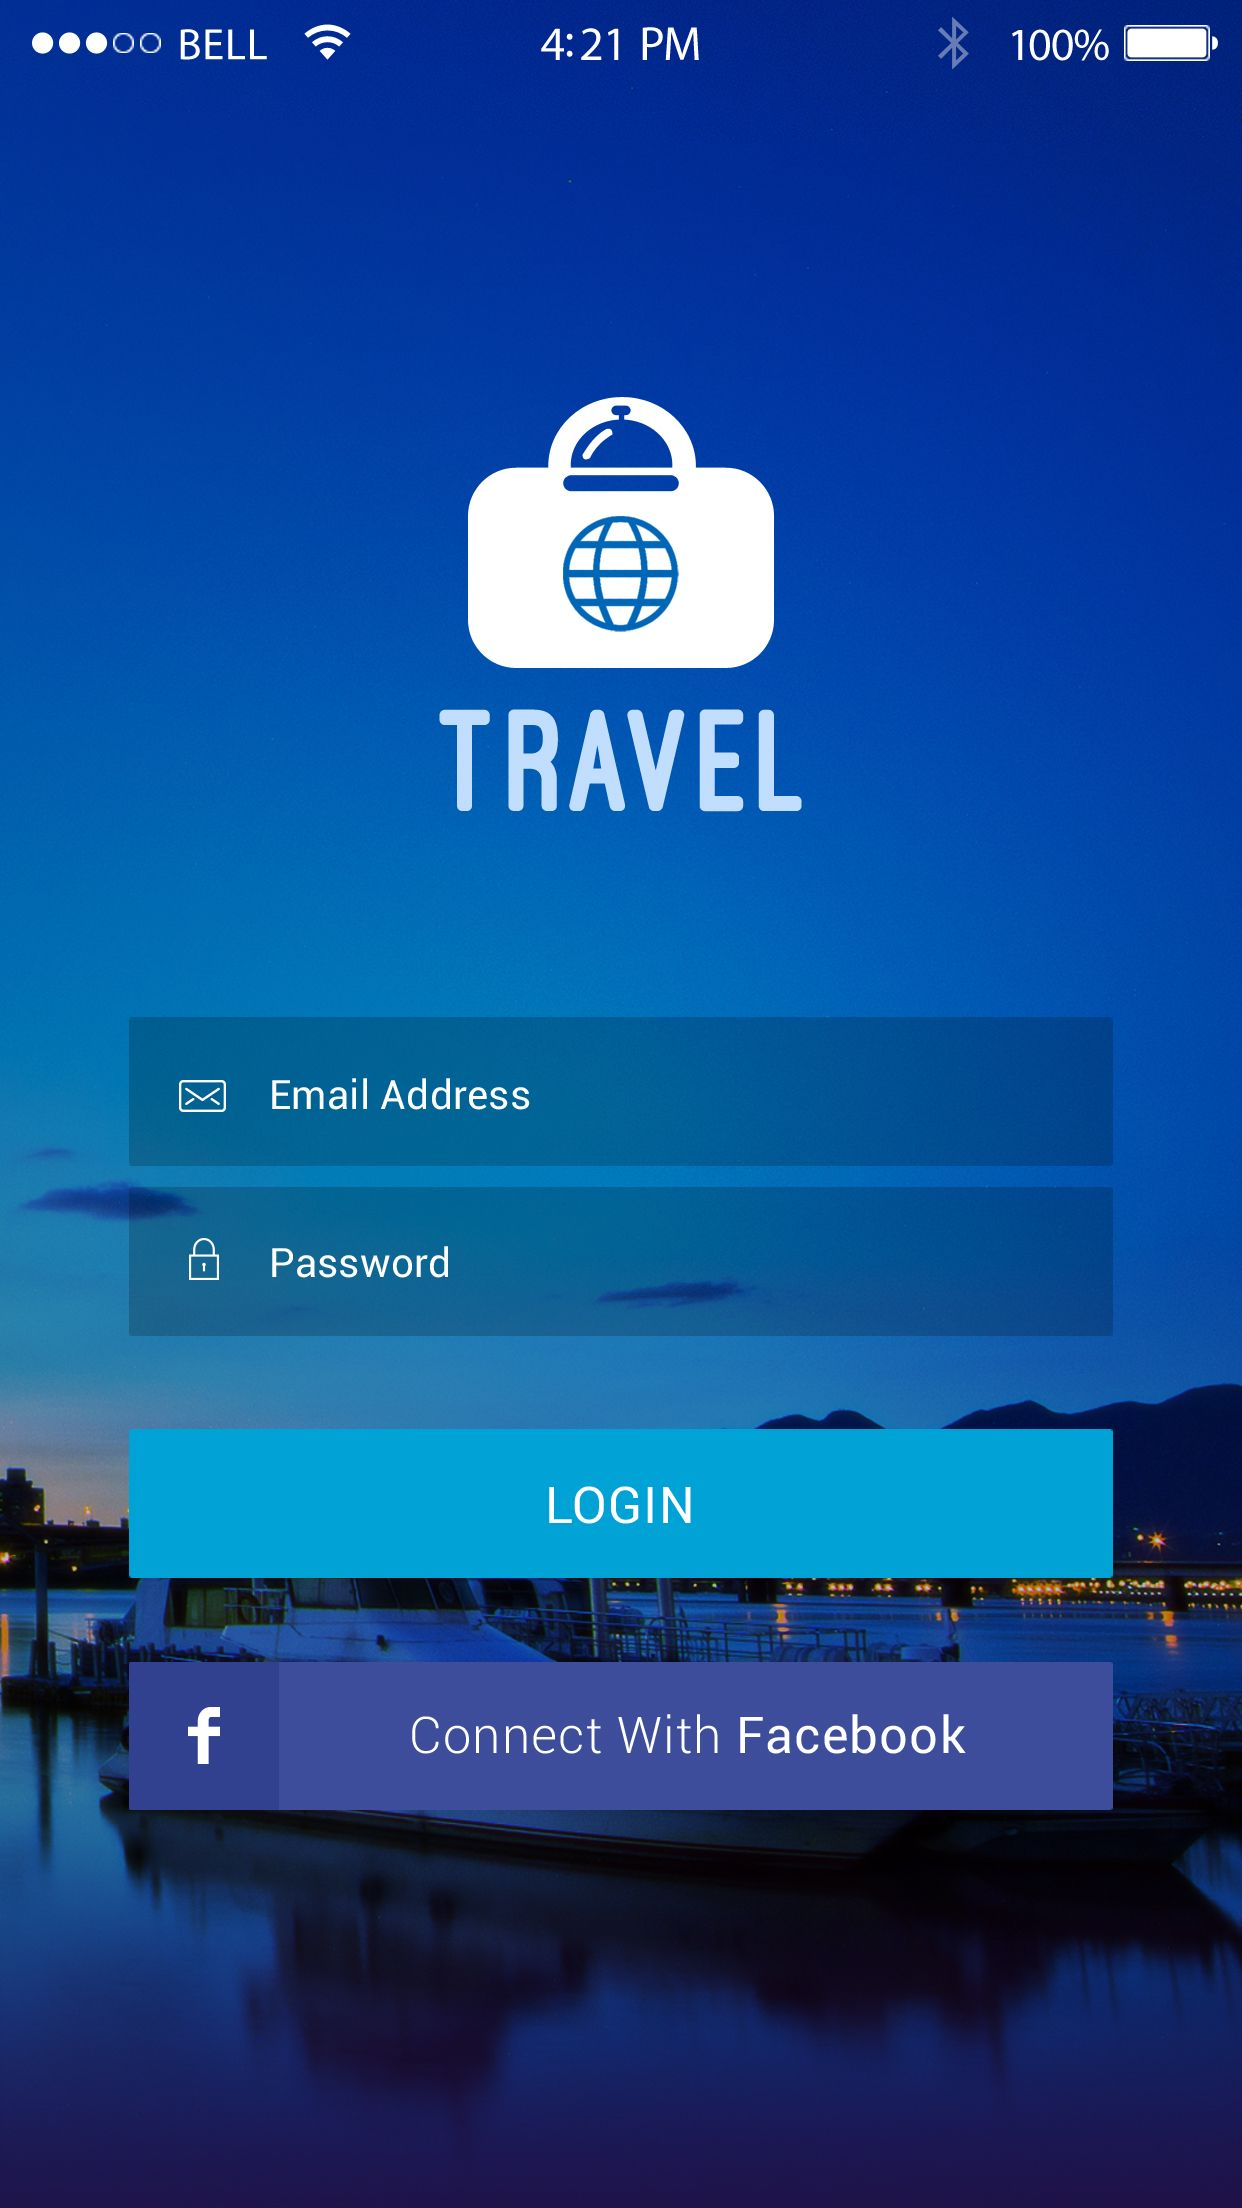 BELL 4:21 PM 100%
TRAVEL
Email Address
Password
LOGIN
f Connect With Facebook